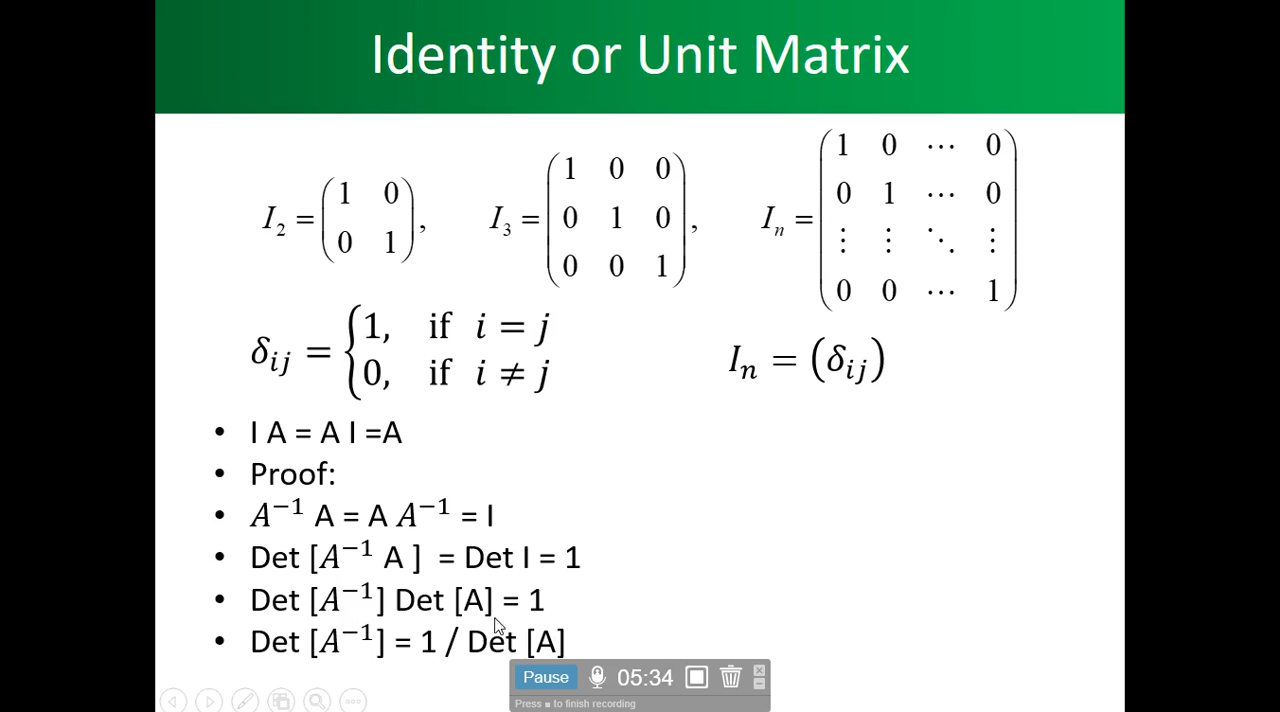 Identity or Unit Matrix
I₂ = (1 0
0 1),
I₃ = (1 0 0
0 1 0
0 0 1),
Iₙ = (1 0 ⋯ 0
0 1 ⋯ 0
⋮ ⋮ ⋱ ⋮
0 0 ⋯ 1)
δᵢⱼ = {1, if i = j
0, if i ≠ j
Iₙ = (δᵢⱼ)
• I A = A I =A
• Proof:
• A⁻¹ A = A A⁻¹ = I
• Det [A⁻¹ A ] = Det I = 1
• Det [A⁻¹] Det [A] = 1
• Det [A⁻¹] = 1 / Det [A]
Pause 05:34
Press ■ to finish recording